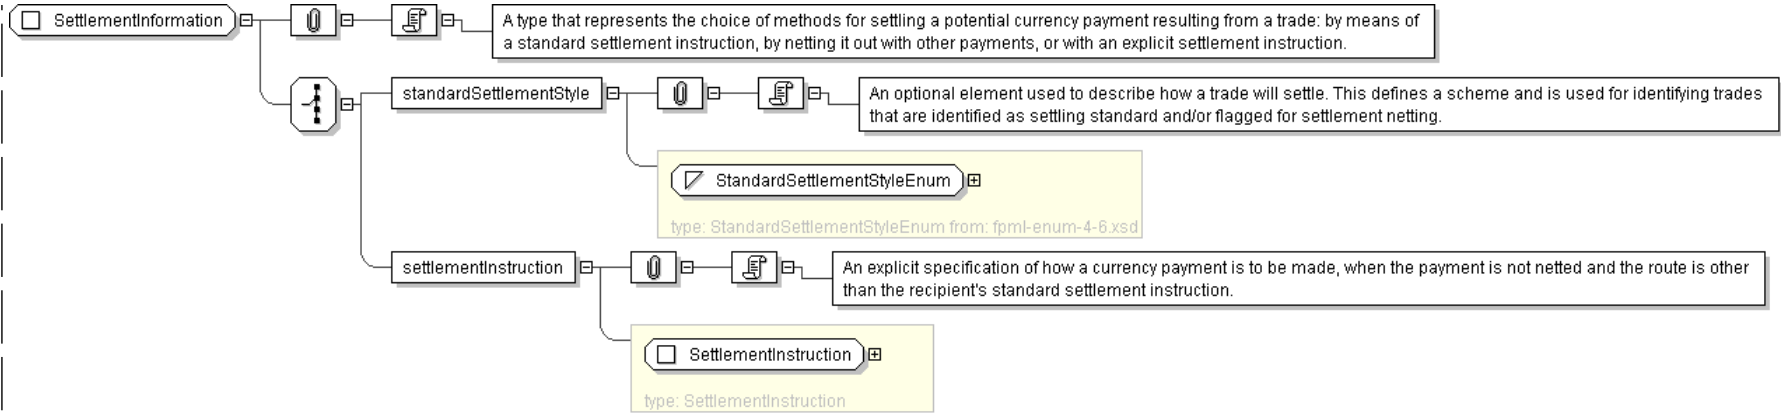 SettlementInformation
A type that represents the choice of methods for settling a potential currency payment resulting from a trade: by means of
a standard settlement instruction, by netting it out with other payments, or with an explicit settlement instruction.
standardSettlementStyle
An optional element used to describe how a trade will settle. This defines a scheme and is used for identifying trades
that are identified as settling standard and/or flagged for settlement netting.
StandardSettlementStyleEnum
type: StandardSettlementStyleEnum from: fpml-enum-4-6.xsd
settlementInstruction
An explicit specification of how a currency payment is to be made, when the payment is not netted and the route is other
than the recipient's standard settlement instruction.
SettlementInstruction
type: SettlementInstruction